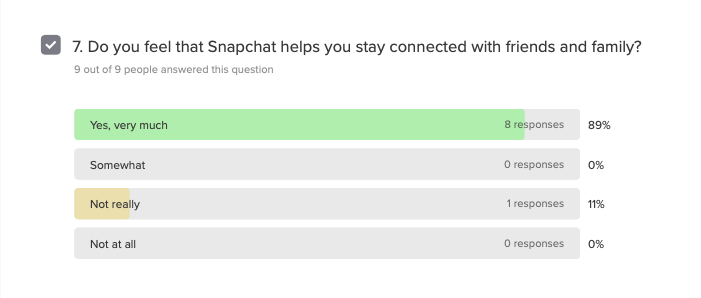 7. Do you feel that Snapchat helps you stay connected with friends and family?
9 out of 9 people answered this question
Yes, very much 8 responses 89%
Somewhat 0 responses 0%
Not really 1 responses 11%
Not at all 0 responses 0%